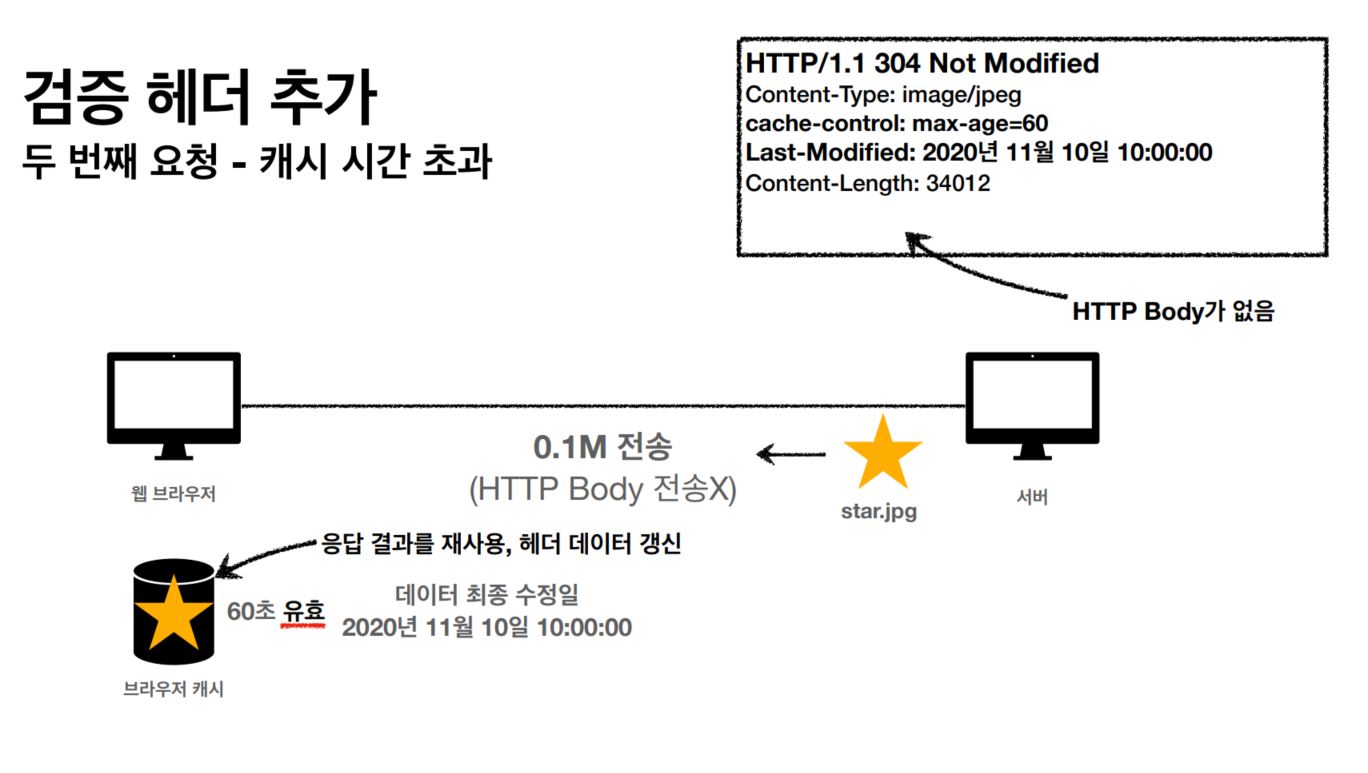 검증 헤더 추가
두 번째 요청 - 캐시 시간 초과
HTTP/1.1 304 Not Modified
Content-Type: image/jpeg
cache-control: max-age=60
Last-Modified: 2020년 11월 10일 10:00:00
Content-Length: 34012
HTTP Body가 없음
0.1M 전송
(HTTP Body 전송X)
star.jpg
웹 브라우저
서버
응답 결과를 재사용, 헤더 데이터 갱신
60초 유효
데이터 최종 수정일
2020년 11월 10일 10:00:00
브라우저 캐시